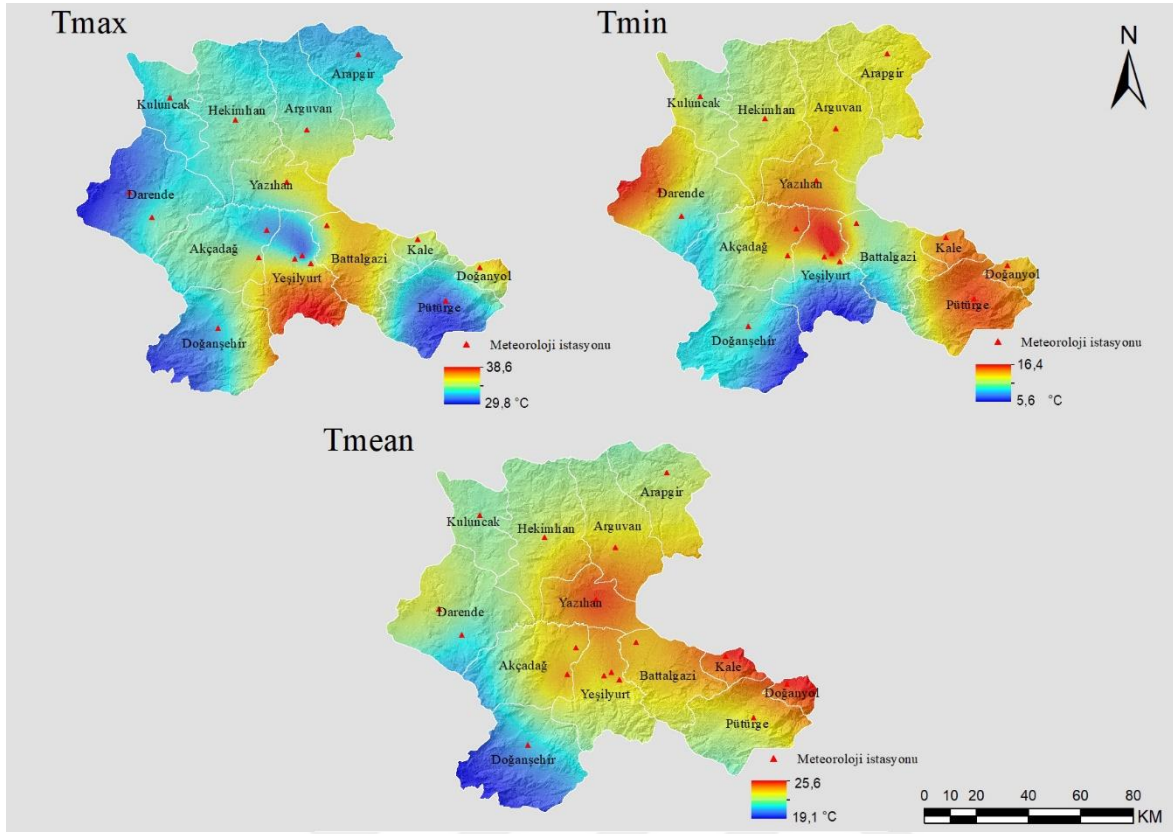 Tmax
Arapgir
Kuluncak
Hekimhan
Arguvan
Yazıhan
Darende
Akçadağ
Battalgazi
Kale
Yeşilyurt
Doğanyol
Pütürge
Doğanşehir
Meteoroloji istasyonu
38,6
29,8 °C
Tmin
N
Arapgir
Kuluncak
Hekimhan
Arguvan
Yazıhan
Darende
Akçadağ
Battalgazi
Kale
Yeşilyurt
Doğanyol
Pütürge
Doğanşehir
Meteoroloji istasyonu
16,4
5,6 °C
Tmean
Arapgir
Kuluncak
Hekimhan
Arguvan
Yazıhan
Darende
Akçadağ
Kale
Battalgazi
Yeşilyurt
Doğanyol
Pütürge
Doğanşehir
Meteoroloji istasyonu
25,6
19,1 °C
0 10 20 40 60 80
KM